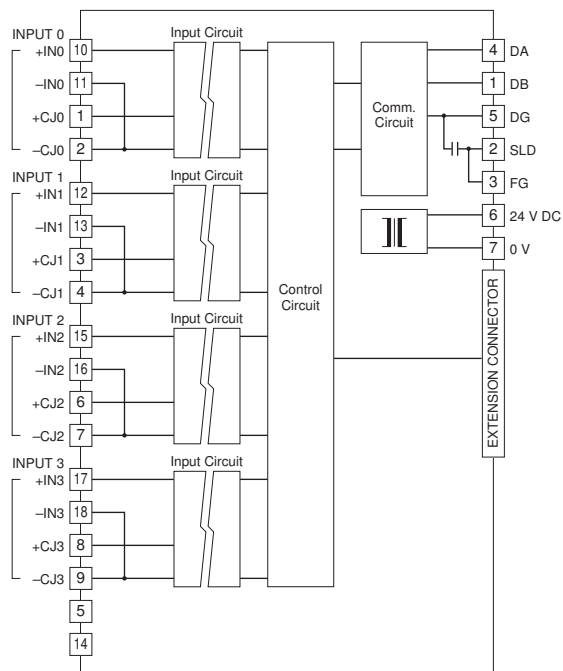 INPUT 0
Input Circuit
+IN0 10
–IN0 11
+CJ0 1
–CJ0 2
INPUT 1
Input Circuit
+IN1 12
–IN1 13
+CJ1 3
–CJ1 4
INPUT 2
Input Circuit
+IN2 15
–IN2 16
+CJ2 6
–CJ2 7
INPUT 3
Input Circuit
+IN3 17
–IN3 18
+CJ3 8
–CJ3 9
5
14
Control
Circuit
Comm.
Circuit
4 DA
1 DB
5 DG
2 SLD
3 FG
6 24 V DC
7 0 V
EXTENSION CONNECTOR